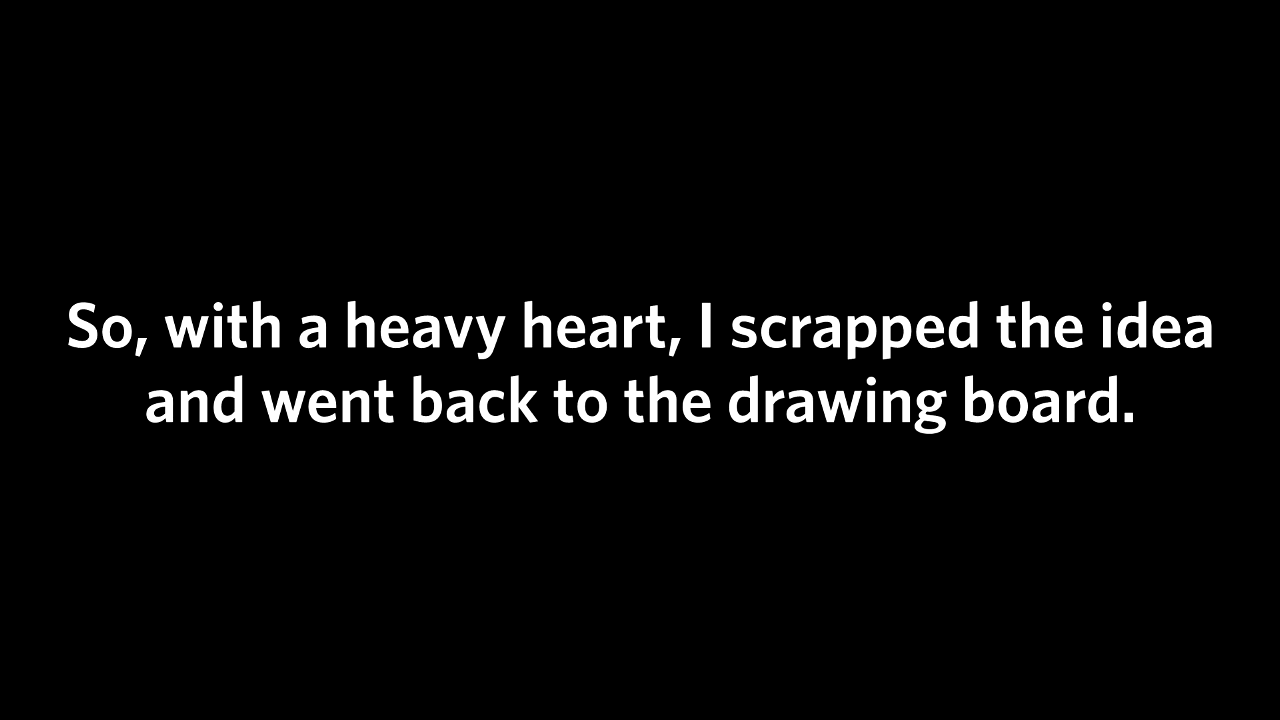 So, with a heavy heart, I scrapped the idea
and went back to the drawing board.